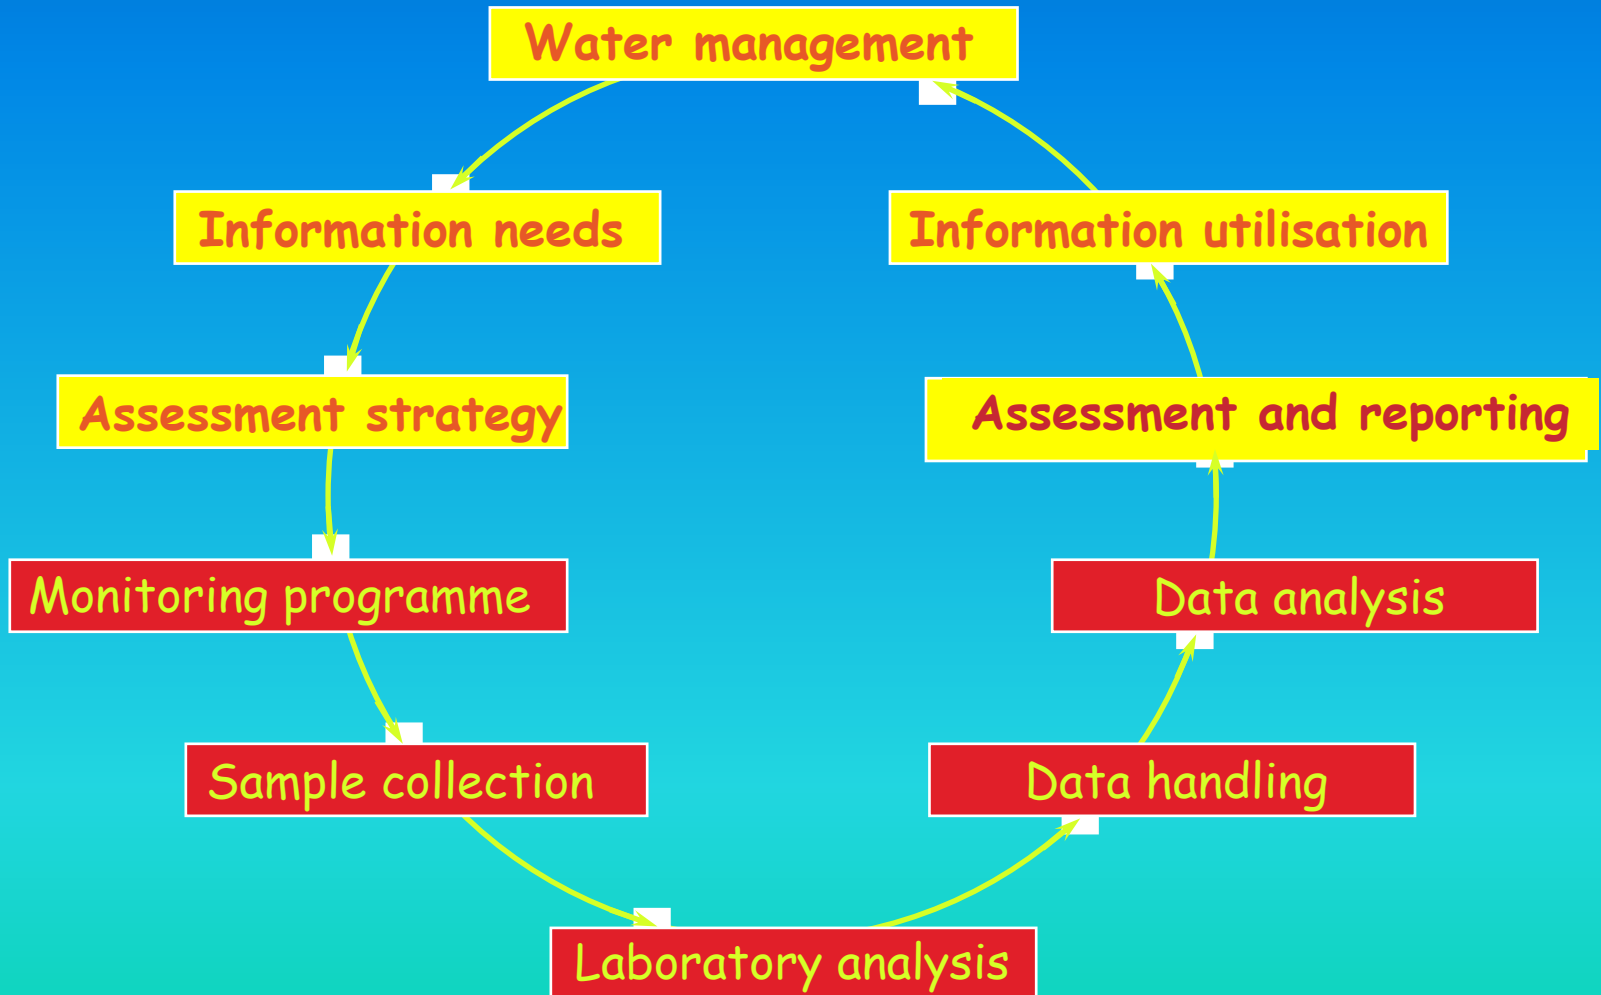 Water management
Information needs
Information utilisation
Assessment strategy
Assessment and reporting
Monitoring programme
Data analysis
Sample collection
Data handling
Laboratory analysis